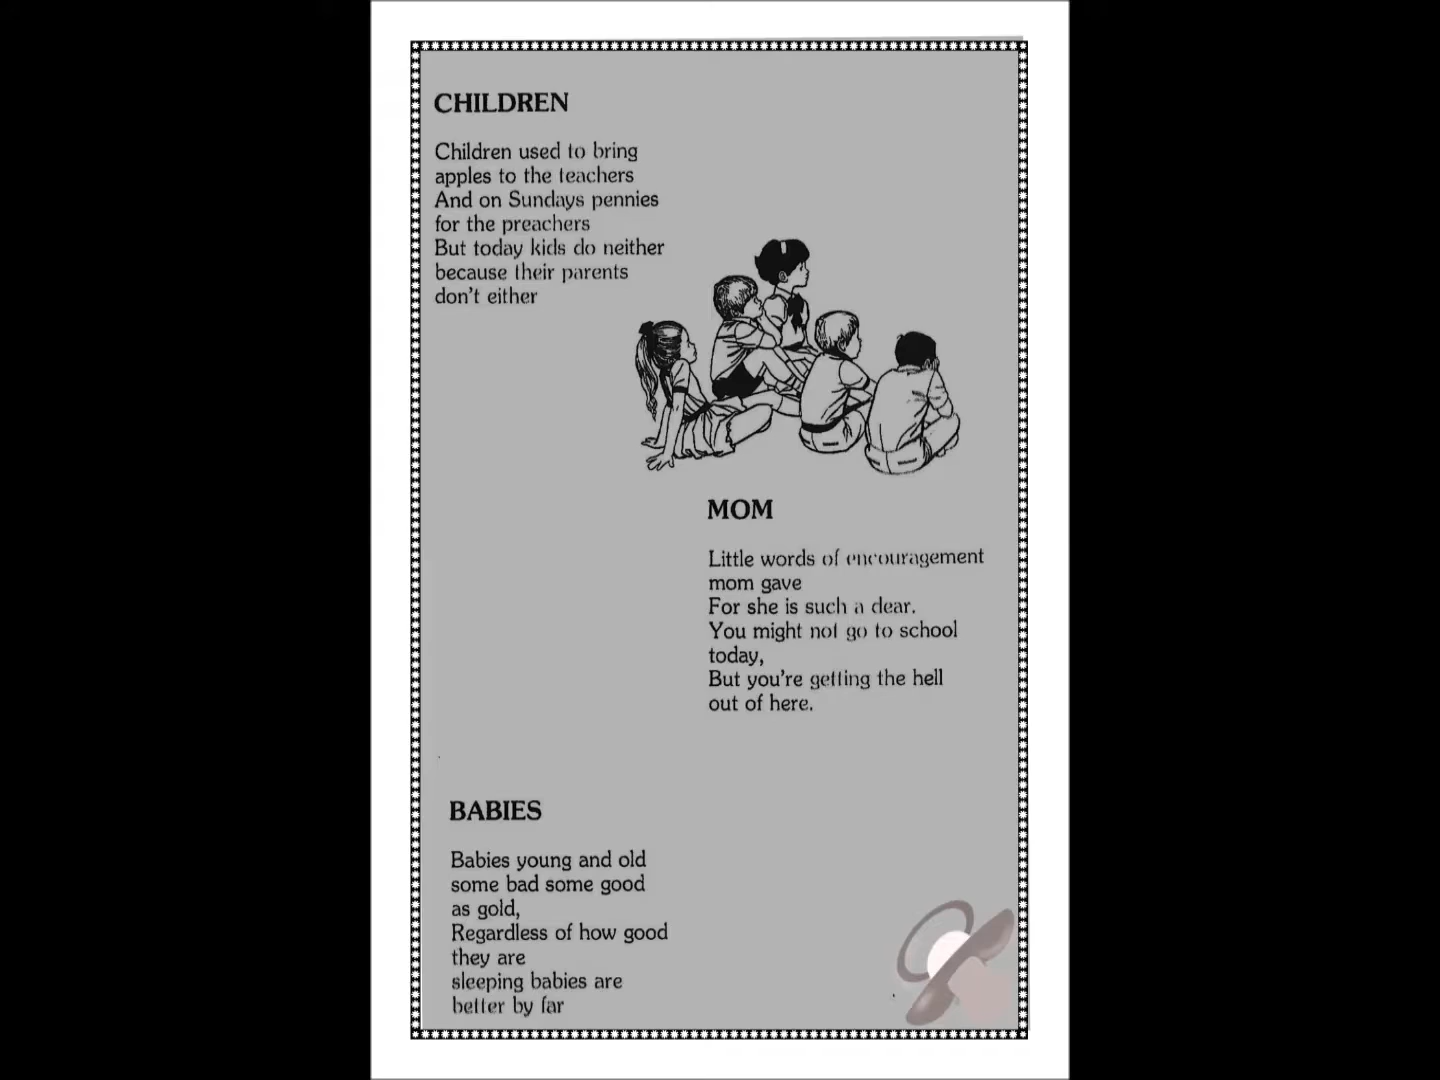 CHILDREN
Children used to bring
apples to the teachers
And on Sundays pennies
for the preachers
But today kids do neither
because their parents
don't either
MOM
Little words of encouragement
mom gave
For she is such a dear.
You might not go to school
today,
But you're getting the hell
out of here.
BABIES
Babies young and old
some bad some good
as gold,
Regardless of how good
they are
sleeping babies are
better by far